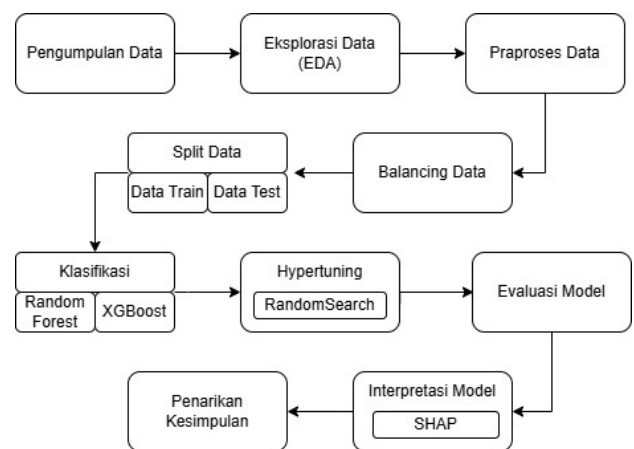 Pengumpulan Data
Eksplorasi Data
(EDA)
Praproses Data
Balancing Data
Split Data
Data Train
Data Test
Klasifikasi
Random
Forest
XGBoost
Hypertuning
RandomSearch
Evaluasi Model
Interpretasi Model
SHAP
Penarikan
Kesimpulan